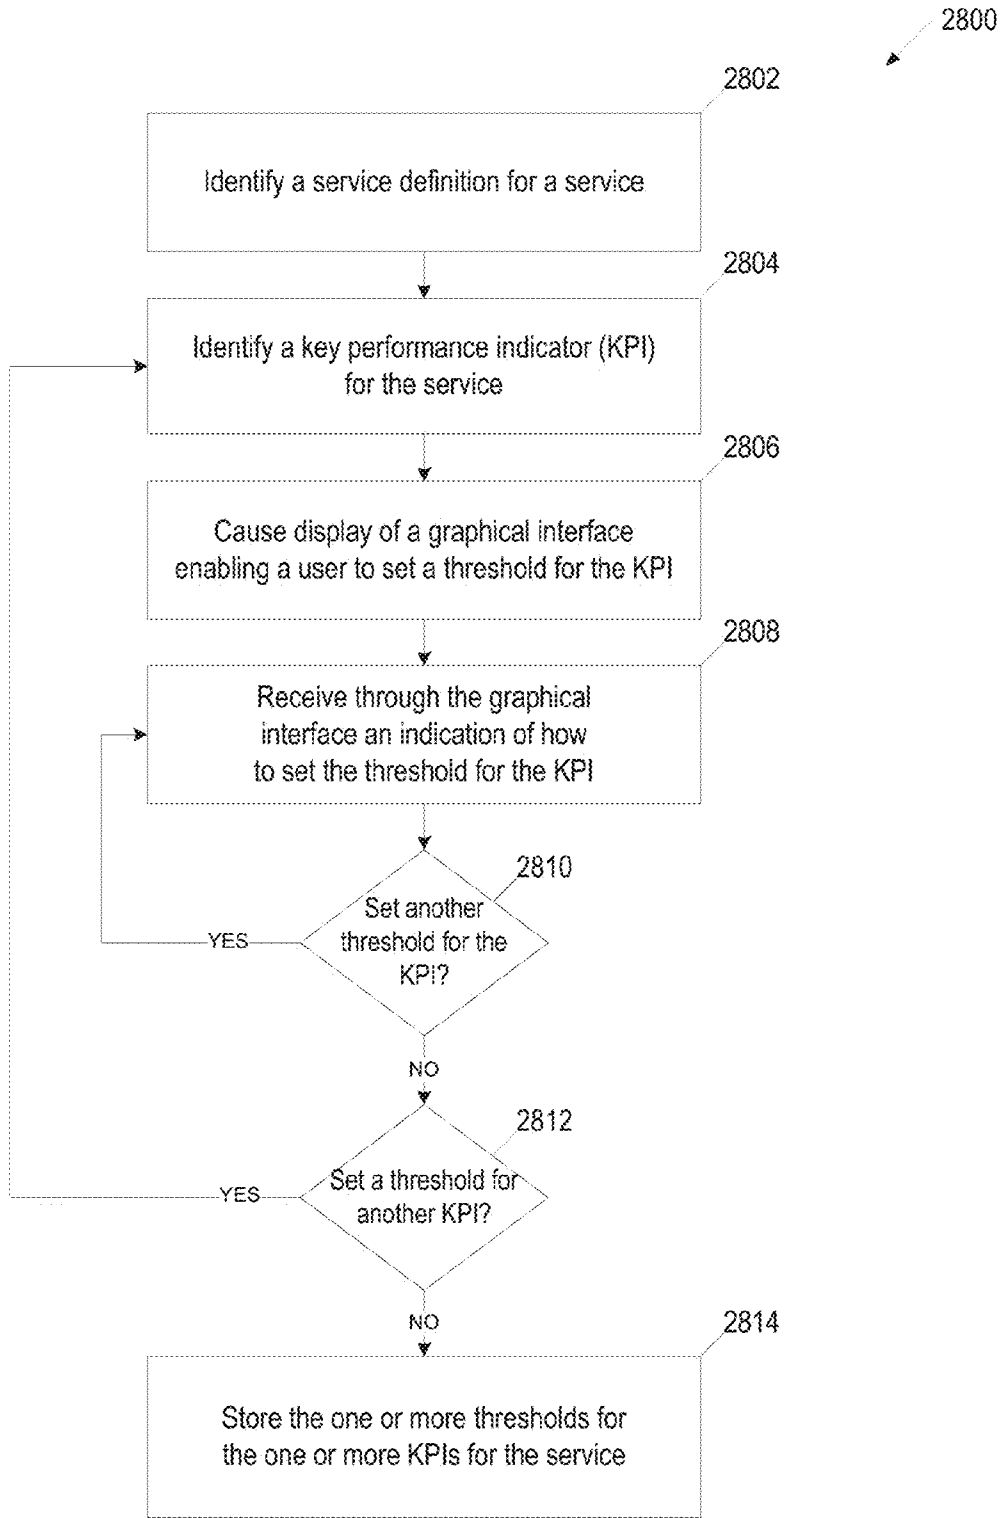 2800
2802
Identify a service definition for a service
2804
Identify a key performance indicator (KPI)
for the service
2806
Cause display of a graphical interface
enabling a user to set a threshold for the KPI
2808
Receive through the graphical
interface an indication of how
to set the threshold for the KPI
2810
Set another
threshold for the
KPI?
YES
NO
2812
Set a threshold for
another KPI?
YES
NO
2814
Store the one or more thresholds for
the one or more KPIs for the service